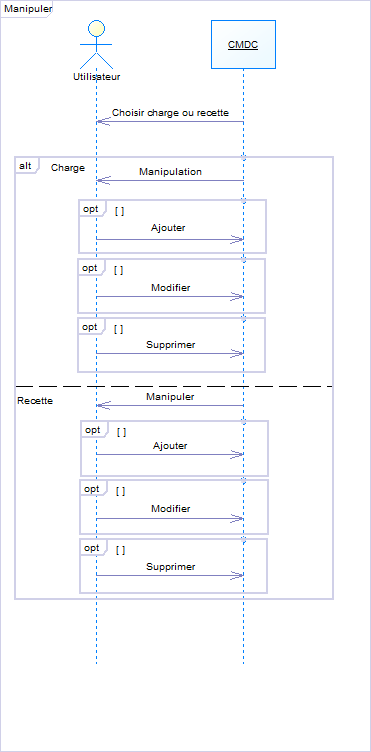 Manipuler
CMDC
Utilisateur
Choisir charge ou recette
alt Charge
Manipulation
opt [ ]
Ajouter
opt [ ]
Modifier
opt [ ]
Supprimer
Manipuler
Recette
opt [ ]
Ajouter
opt [ ]
Modifier
opt [ ]
Supprimer